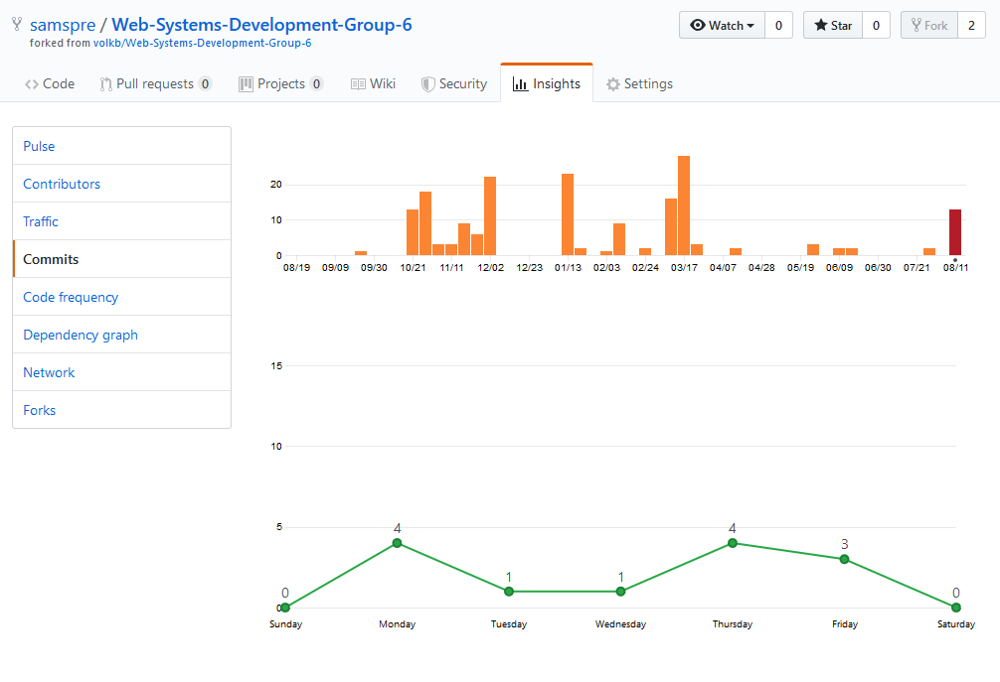 samspre / Web-Systems-Development-Group-6
forked from volkb/Web-Systems-Development-Group-6
Watch 0 Star 0 Fork 2
Code Pull requests 0 Projects 0 Wiki Security Insights Settings
Pulse
Contributors
Traffic
Commits
Code frequency
Dependency graph
Network
Forks
20
10
0
08/19 09/09 09/30 10/21 11/11 12/02 12/23 01/13 02/03 02/24 03/17 04/07 04/28 05/19 06/09 06/30 07/21 08/11
15
10
5
0
0 4 1 1 4 3 0
Sunday Monday Tuesday Wednesday Thursday Friday Saturday